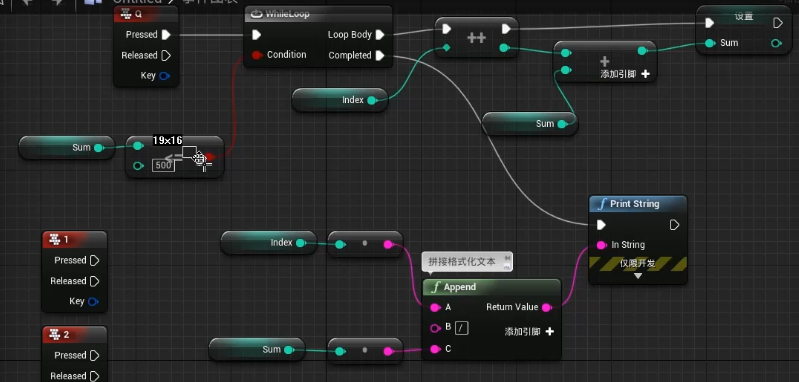 Untitled
事件图表
Q
Pressed
Released
Key
WhileLoop
Loop Body
Condition
Completed
++
Index
+
添加引脚 +
设置
Sum
Sum
Sum
19×16
<=
500
1
Pressed
Released
Key
2
Pressed
Released
Index
Sum
拼接格式化文本
f Append
A
Return Value
B
/
添加引脚 +
C
f Print String
In String
仅限开发